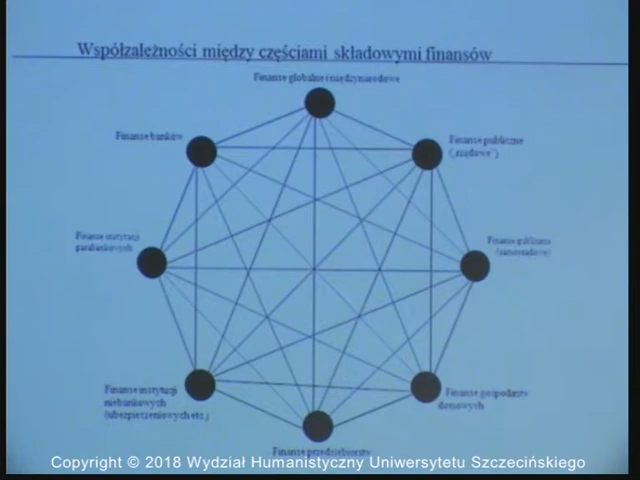 Współzależności między częściami składowymi finansów
Finanse globalne i międzynarodowe
Finanse banków
Finanse publiczne
(„rządowe”)
Finanse instytucji
parabankowych
Finanse publiczne
(samorządowe)
Finanse instytucji
niebankowych
(ubezpieczeniowych etc.)
Finanse gospodarstw
domowych
Finanse przedsiębiorstw
Copyright © 2018 Wydział Humanistyczny Uniwersytetu Szczecińskiego